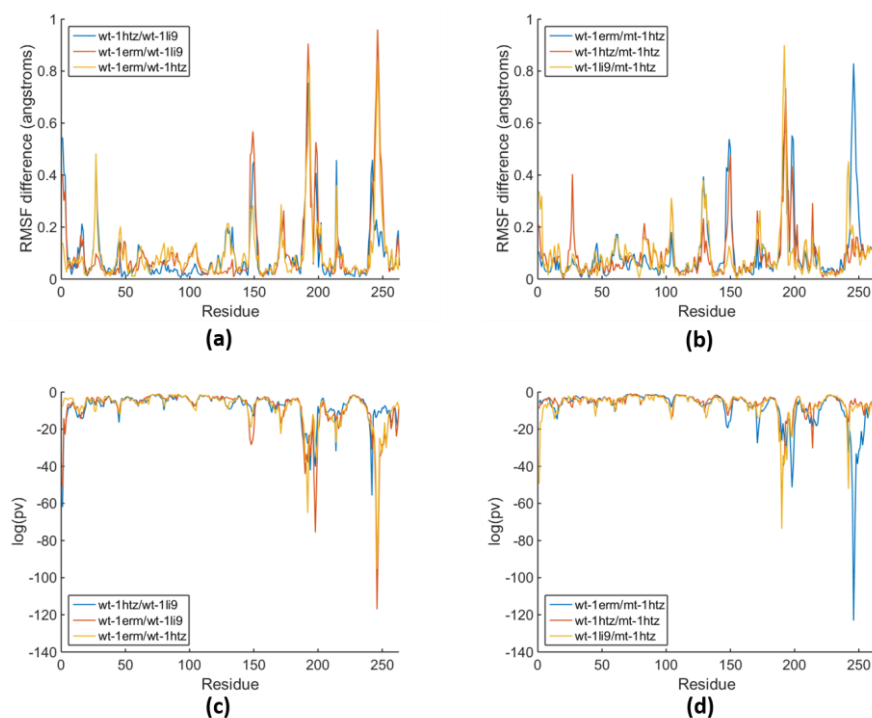 1
0.8
0.6
0.4
0.2
0
RMSF difference (angstroms)
wt-1htz/wt-1li9
wt-1erm/wt-1li9
wt-1erm/wt-1htz
0 50 100 150 200 250
Residue
(a)
1
0.8
0.6
0.4
0.2
0
RMSF difference (angstroms)
wt-1erm/mt-1htz
wt-1htz/mt-1htz
wt-1li9/mt-1htz
0 50 100 150 200 250
Residue
(b)
0
-20
-40
-60
-80
-100
-120
-140
log(pv)
wt-1htz/wt-1li9
wt-1erm/wt-1li9
wt-1erm/wt-1htz
0 50 100 150 200 250
Residue
(c)
0
-20
-40
-60
-80
-100
-120
-140
log(pv)
wt-1erm/mt-1htz
wt-1htz/mt-1htz
wt-1li9/mt-1htz
0 50 100 150 200 250
Residue
(d)